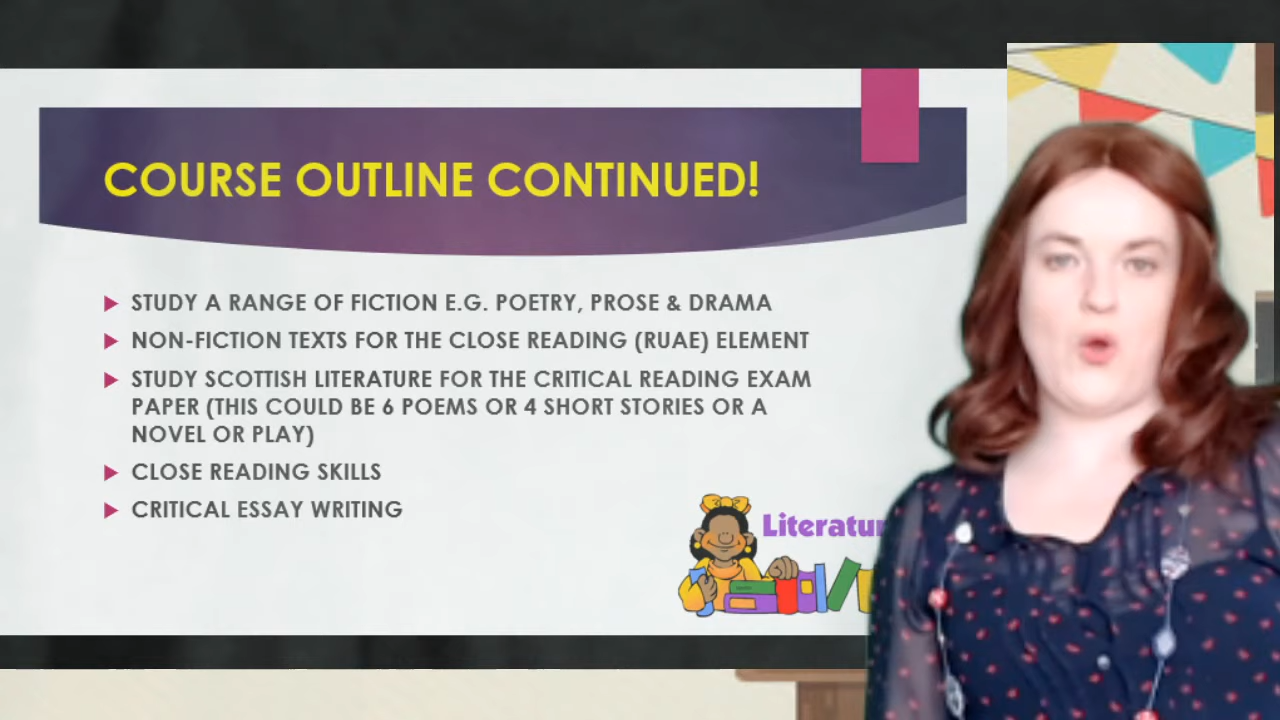 COURSE OUTLINE CONTINUED!
STUDY A RANGE OF FICTION E.G. POETRY, PROSE & DRAMA
NON-FICTION TEXTS FOR THE CLOSE READING (RUAE) ELEMENT
STUDY SCOTTISH LITERATURE FOR THE CRITICAL READING EXAM
PAPER (THIS COULD BE 6 POEMS OR 4 SHORT STORIES OR A
NOVEL OR PLAY)
CLOSE READING SKILLS
CRITICAL ESSAY WRITING